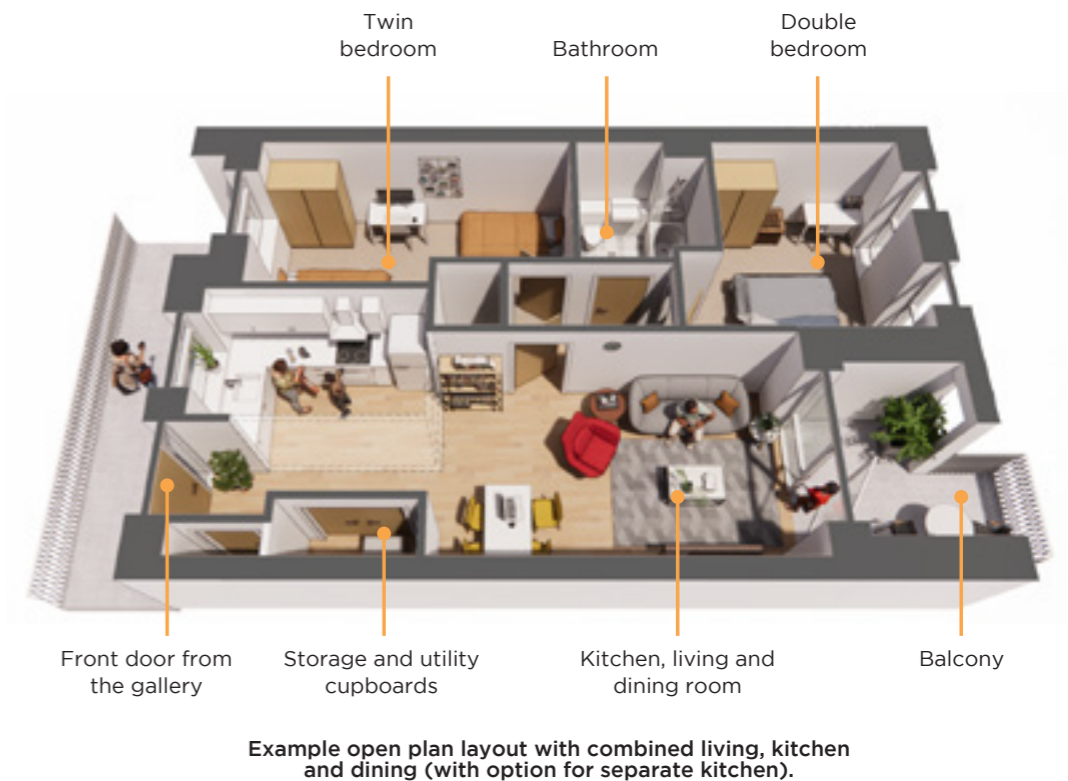 Twin
bedroom
Bathroom
Double
bedroom
Front door from
the gallery
Storage and utility
cupboards
Kitchen, living and
dining room
Balcony
Example open plan layout with combined living, kitchen
and dining (with option for separate kitchen).